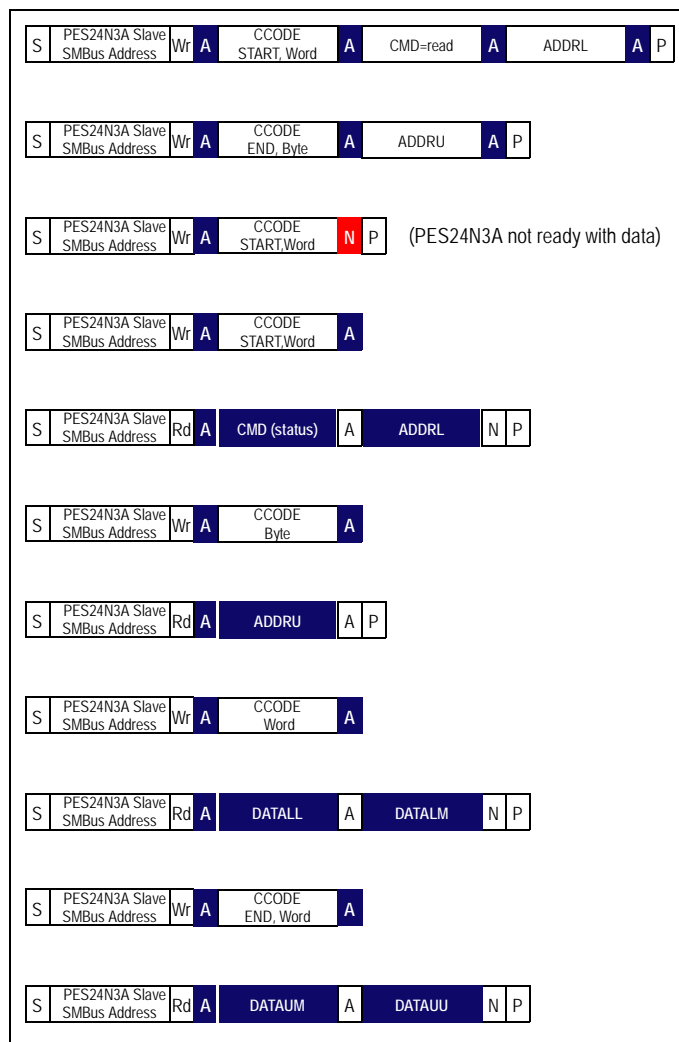 S PES24N3A Slave SMBus Address Wr A CCODE START, Word A CMD=read A ADDRL A P
S PES24N3A Slave SMBus Address Wr A CCODE END, Byte A ADDRU A P
S PES24N3A Slave SMBus Address Wr A CCODE START,Word N P (PES24N3A not ready with data)
S PES24N3A Slave SMBus Address Wr A CCODE START,Word A
S PES24N3A Slave SMBus Address Rd A CMD (status) A ADDRL N P
S PES24N3A Slave SMBus Address Wr A CCODE Byte A
S PES24N3A Slave SMBus Address Rd A ADDRU A P
S PES24N3A Slave SMBus Address Wr A CCODE Word A
S PES24N3A Slave SMBus Address Rd A DATALL A DATALM N P
S PES24N3A Slave SMBus Address Wr A CCODE END, Word A
S PES24N3A Slave SMBus Address Rd A DATAUM A DATAUU N P